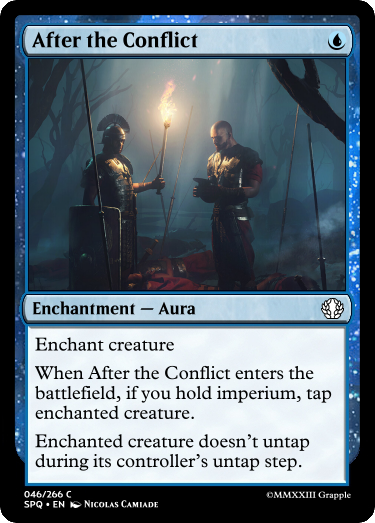 After the Conflict
Enchantment — Aura
Enchant creature
When After the Conflict enters the
battlefield, if you hold imperium, tap
enchanted creature.
Enchanted creature doesn't untap
during its controller's untap step.
046/266 C
©MMXXIII Grapple
SPQ • EN Nicolas Camiade